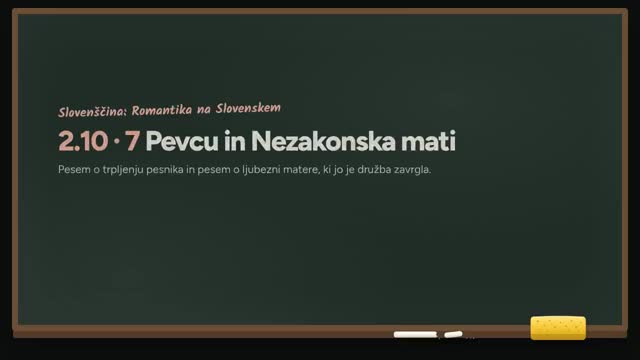 Slovenščina: Romantika na Slovenskem
2.10 · 7 Pevcu in Nezakonska mati
Pesem o trpljenju pesnika in pesem o ljubezni matere, ki jo je družba zavrgla.